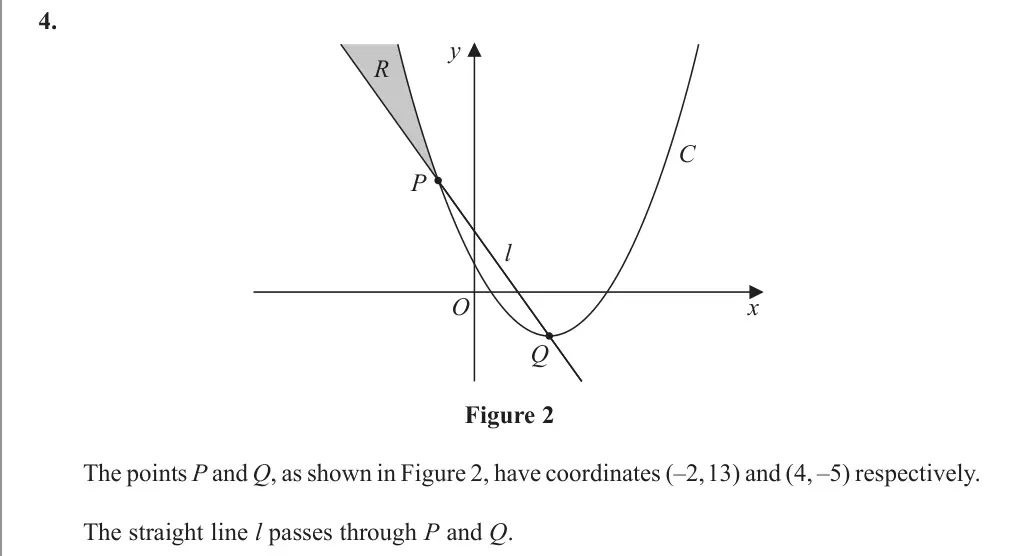 4.
y
R
C
P
l
O
x
Q
Figure 2
The points P and Q, as shown in Figure 2, have coordinates (–2, 13) and (4, –5) respectively.
The straight line l passes through P and Q.